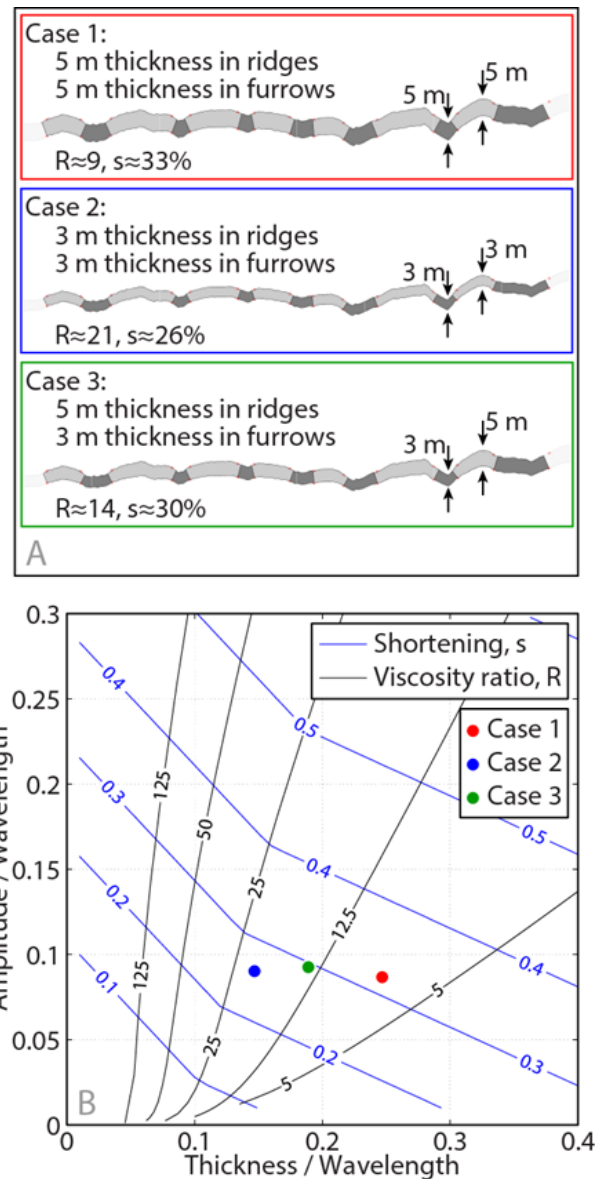 Case 1:
5 m thickness in ridges
5 m thickness in furrows
5 m
5 m
R≈9, s≈33%
Case 2:
3 m thickness in ridges
3 m thickness in furrows
3 m
3 m
R≈21, s≈26%
Case 3:
5 m thickness in ridges
3 m thickness in furrows
3 m
5 m
R≈14, s≈30%
A
Amplitude / Wavelength
0.3
0.25
0.2
0.15
0.1
0.05
0
Shortening, s
Viscosity ratio, R
Case 1
Case 2
Case 3
0.4
0.3
0.2
0.1
125
125
50
25
25
12.5
5
5
0.5
0.5
0.4
0.4
0.3
0.2
B
0
0.1
0.2
0.3
0.4
Thickness / Wavelength